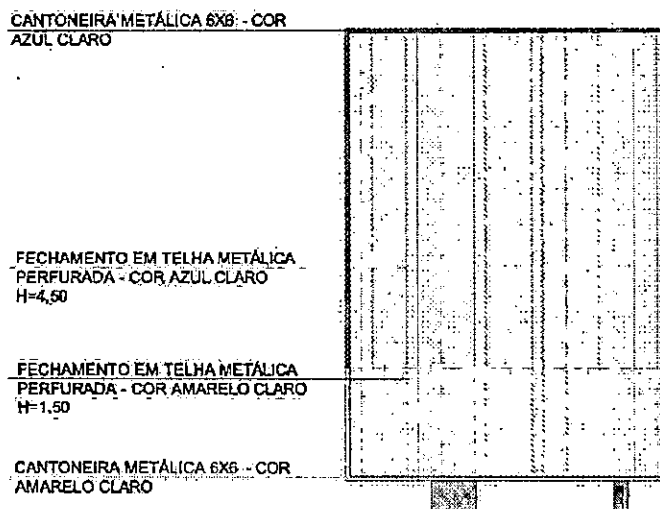 CANTONEIRA METÁLICA 6X6 - COR
AZUL CLARO
FECHAMENTO EM TELHA METÁLICA
PERFURADA - COR AZUL CLARO
H=4,50
FECHAMENTO EM TELHA METÁLICA
PERFURADA - COR AMARELO CLARO
H=1,50
CANTONEIRA METÁLICA 6X6 - COR
AMARELO CLARO